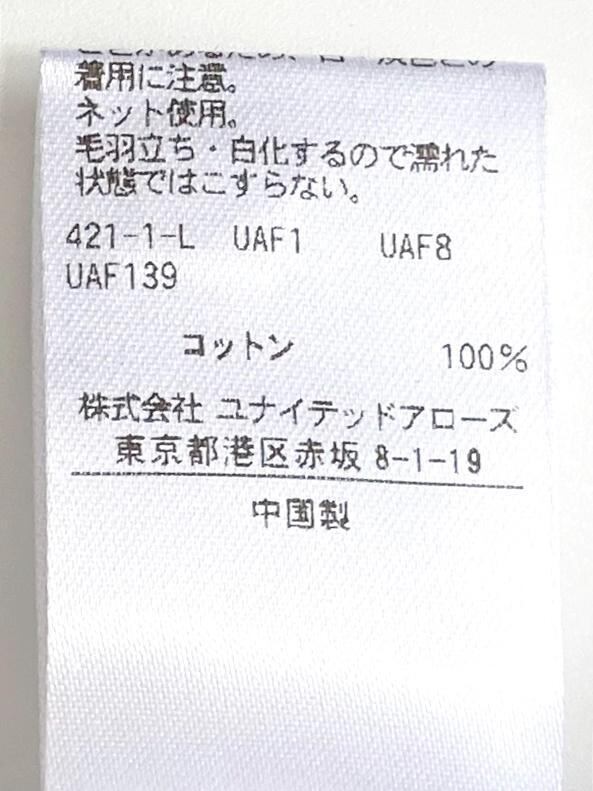 着用に注意。
ネット使用。
毛羽立ち・白化するので濡れた
状態ではこすらない。
421-1-L UAF1 UAF8
UAF139
コットン 100%
株式会社 ユナイテッドアローズ
東京都港区赤坂 8-1-19
中国製